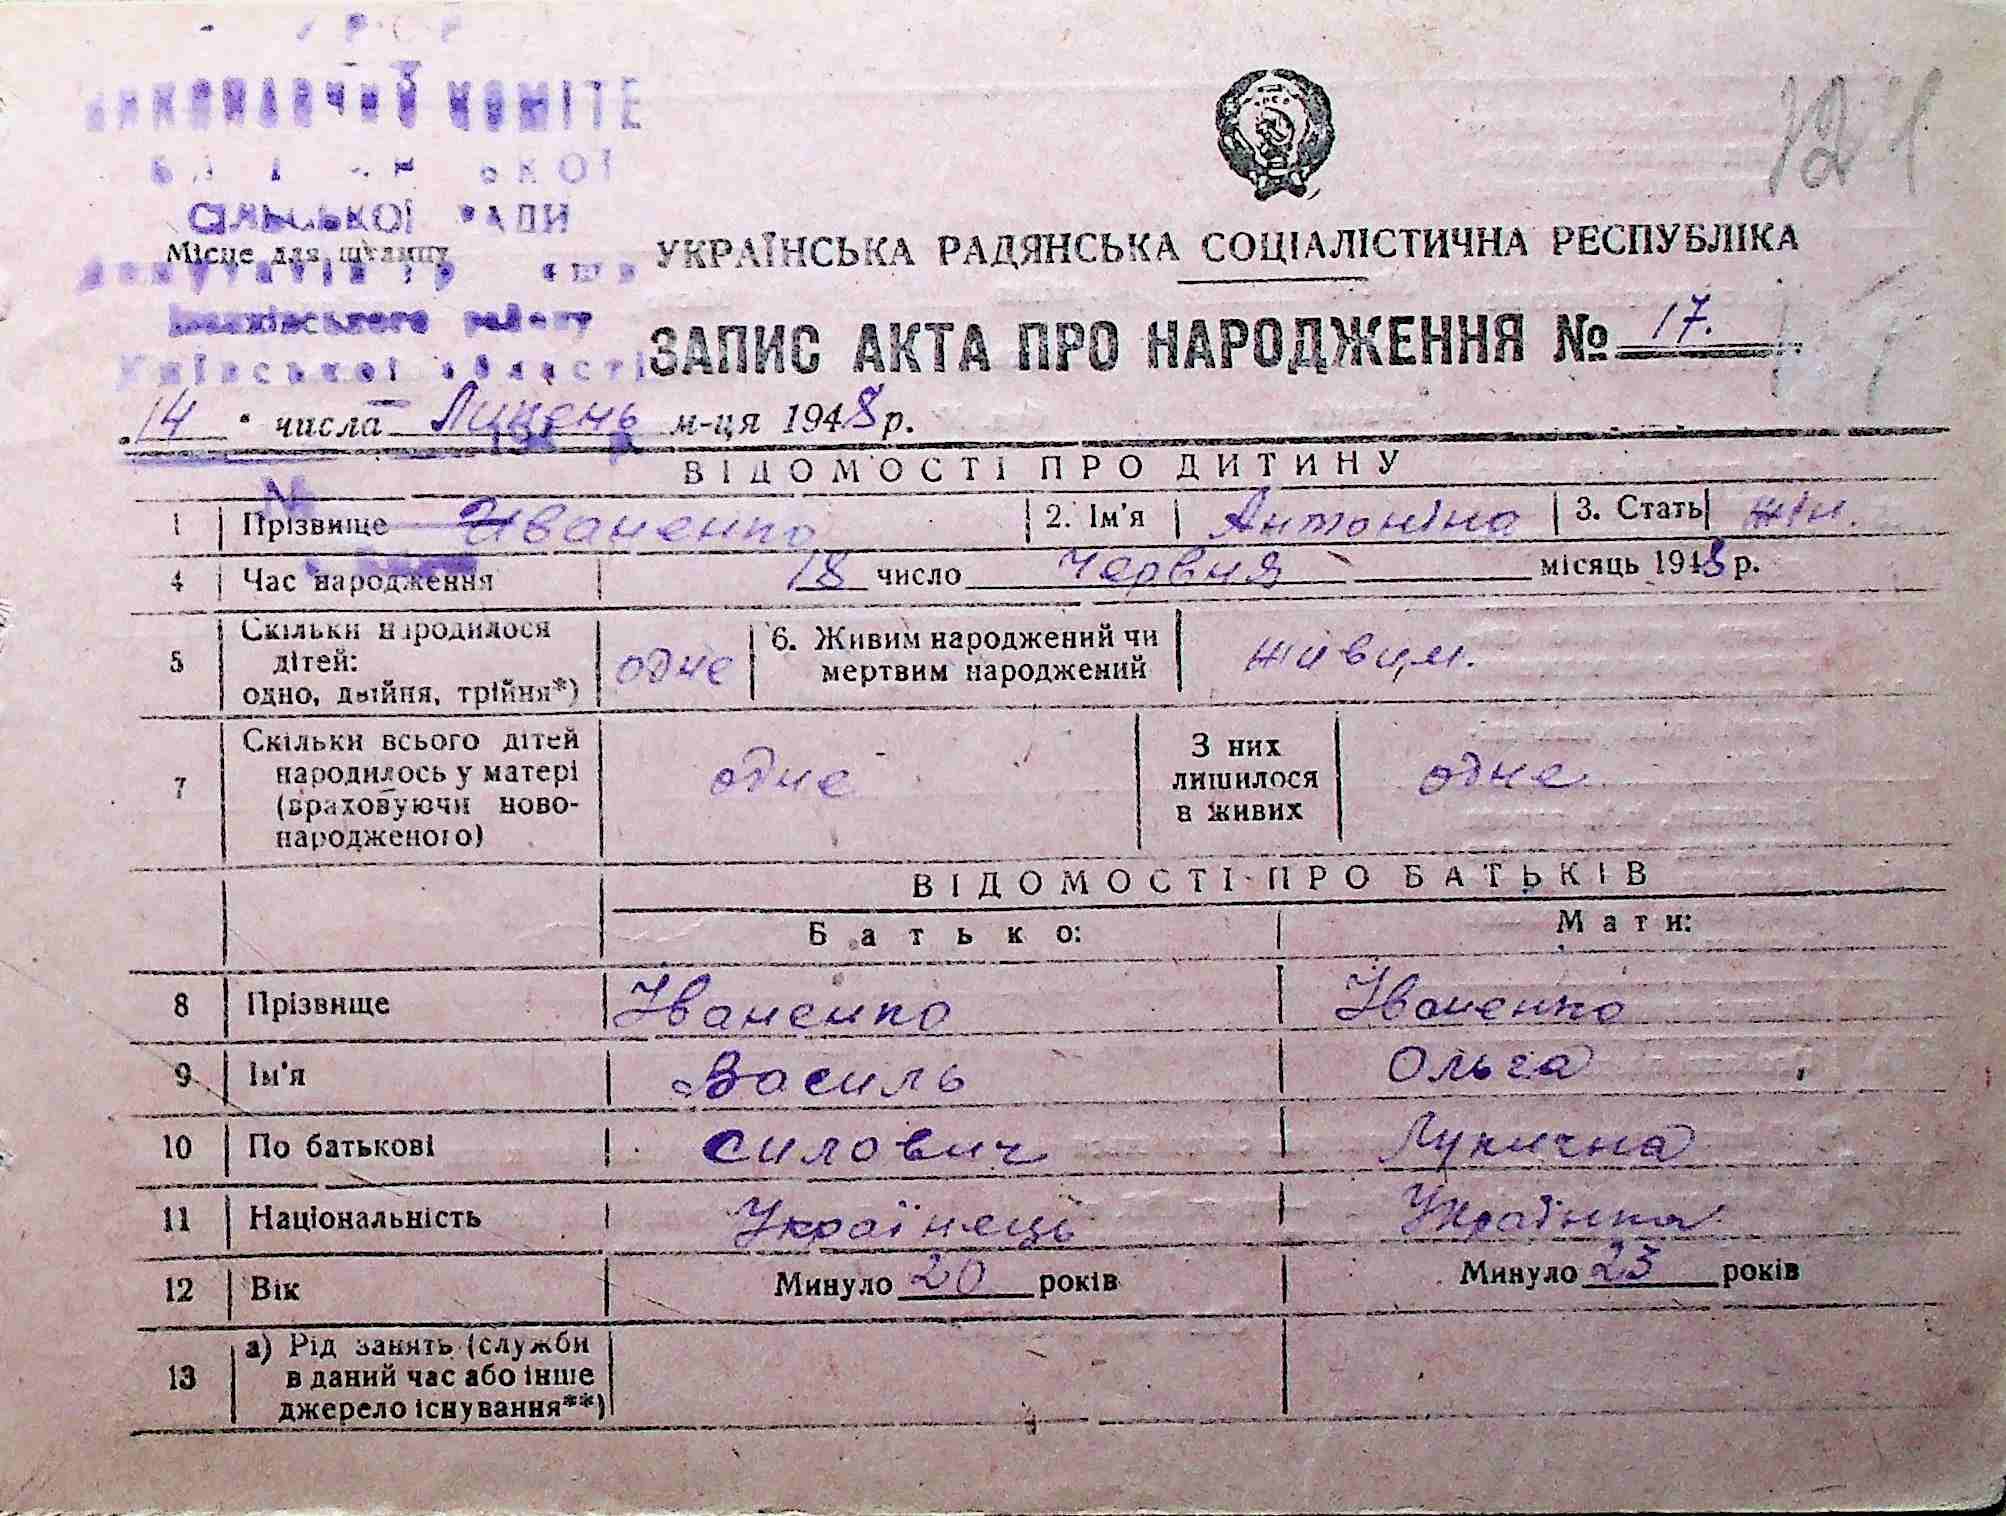 УРСР
ВИКОНАВЧИЙ КОМІТЕ
СІЛЬСЬКОЇ РАДИ
Місце для штампу
району
Київської області
124
УКРАЇНСЬКА РАДЯНСЬКА СОЦІАЛІСТИЧНА РЕСПУБЛІКА
ЗАПИС АКТА ПРО НАРОДЖЕННЯ № 17.
„14 “ числа Липень м-ця 1948 р.
ВІДОМОСТІ ПРО ДИТИНУ
1 Прізвище Иваненко 2. Ім'я Антоніна 3. Стать жін.
4 Час народження 18 число червня місяць 1948 р.
5 Скільки народилося дітей: одно, двійня, трійня*) одне 6. Живим народжений чи мертвим народжений живим.
7 Скільки всього дітей народилось у матері (враховуючи новонародженого) одне З них лишилося в живих одне
ВІДОМОСТІ ПРО БАТЬКІВ
Батько: Мати:
8 Прізвище Іваненко Іваненко
9 Ім'я Василь Ольга
10 По батькові Силович Лукична
11 Національність Українець Українка
12 Вік Минуло 20 років Минуло 23 років
13 а) Рід занять (служби в даний час або інше джерело існування**)